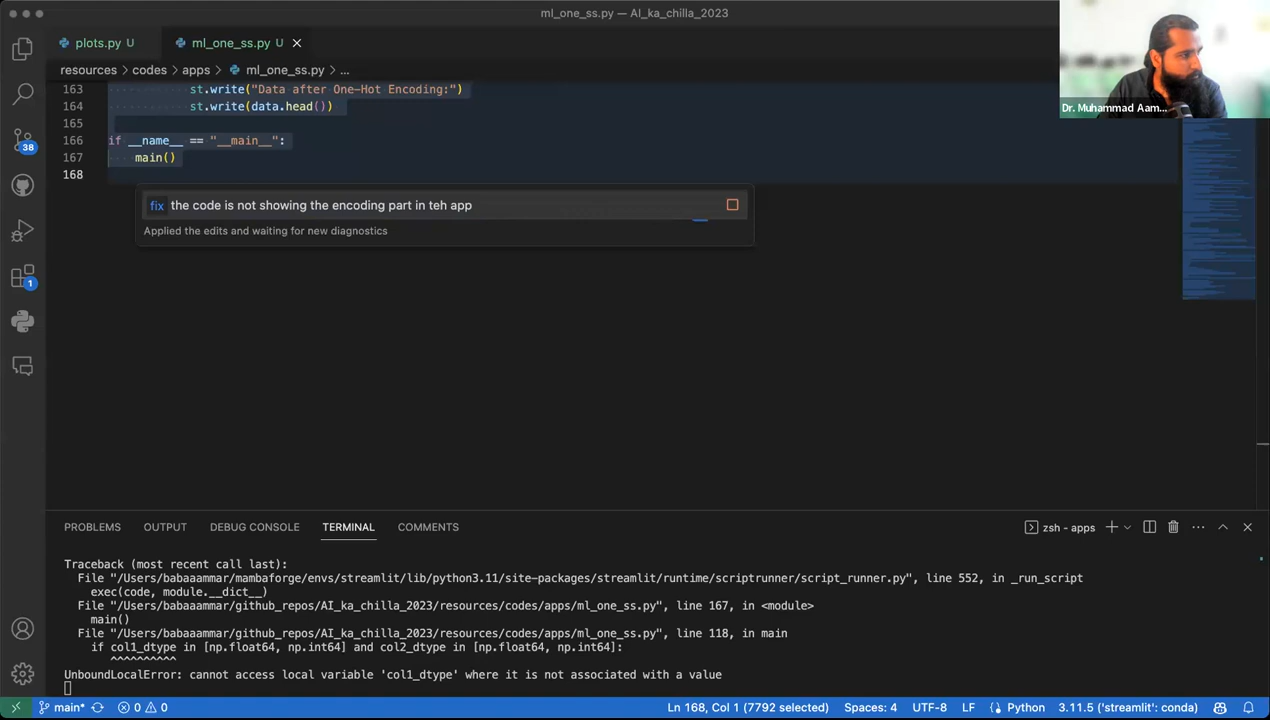 ml_one_ss.py — AI_ka_chilla_2023
plots.py U
ml_one_ss.py U
resources > codes > apps > ml_one_ss.py > ...
163 st.write("Data after One-Hot Encoding:")
164 st.write(data.head())
165
166 if __name__ == "__main__":
167 main()
168
fix the code is not showing the encoding part in teh app
Applied the edits and waiting for new diagnostics
Dr. Muhammad Aam...
38
1
PROBLEMS OUTPUT DEBUG CONSOLE TERMINAL COMMENTS
zsh - apps
Traceback (most recent call last):
File "/Users/babaaammar/mambaforge/envs/streamlit/lib/python3.11/site-packages/streamlit/runtime/scriptrunner/script_runner.py", line 552, in _run_script
exec(code, module.__dict__)
File "/Users/babaaammar/github_repos/AI_ka_chilla_2023/resources/codes/apps/ml_one_ss.py", line 167, in <module>
main()
File "/Users/babaaammar/github_repos/AI_ka_chilla_2023/resources/codes/apps/ml_one_ss.py", line 118, in main
if col1_dtype in [np.float64, np.int64] and col2_dtype in [np.float64, np.int64]:
^^^^^^^^^^
UnboundLocalError: cannot access local variable 'col1_dtype' where it is not associated with a value
main* 0 0 Ln 168, Col 1 (7792 selected) Spaces: 4 UTF-8 LF Python 3.11.5 ('streamlit': conda)